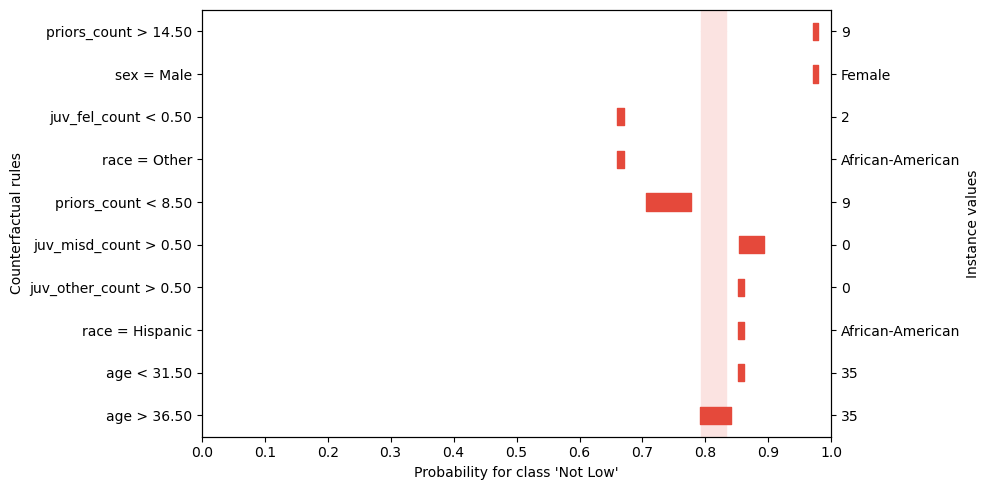 priors_count > 14.50 9
sex = Male Female
juv_fel_count < 0.50 2
race = Other African-American
priors_count < 8.50 9
juv_misd_count > 0.50 0
juv_other_count > 0.50 0
race = Hispanic African-American
age < 31.50 35
age > 36.50 35
Counterfactual rules
Instance values
0.0 0.1 0.2 0.3 0.4 0.5 0.6 0.7 0.8 0.9 1.0
Probability for class 'Not Low'